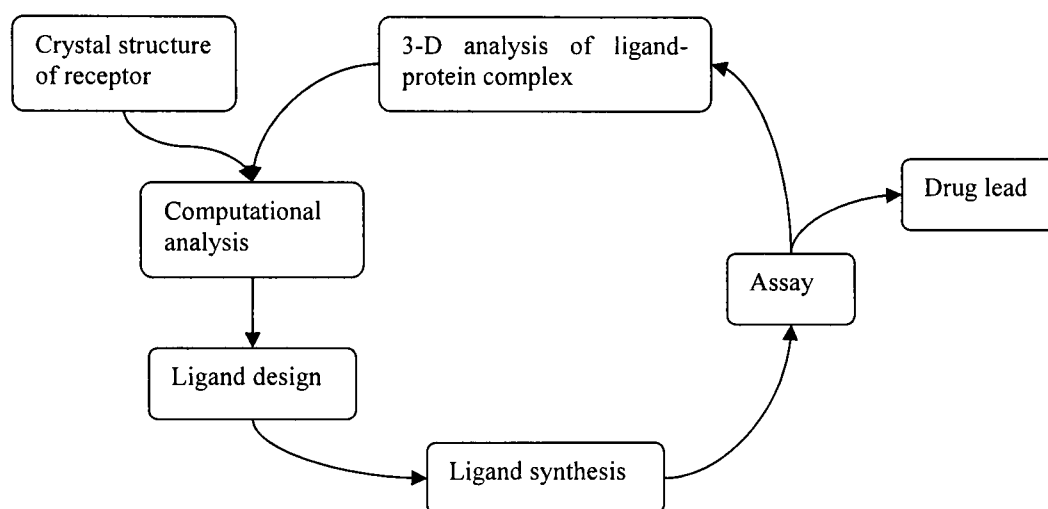 Crystal structure
of receptor
3-D analysis of ligand-
protein complex
Computational
analysis
Drug lead
Assay
Ligand design
Ligand synthesis